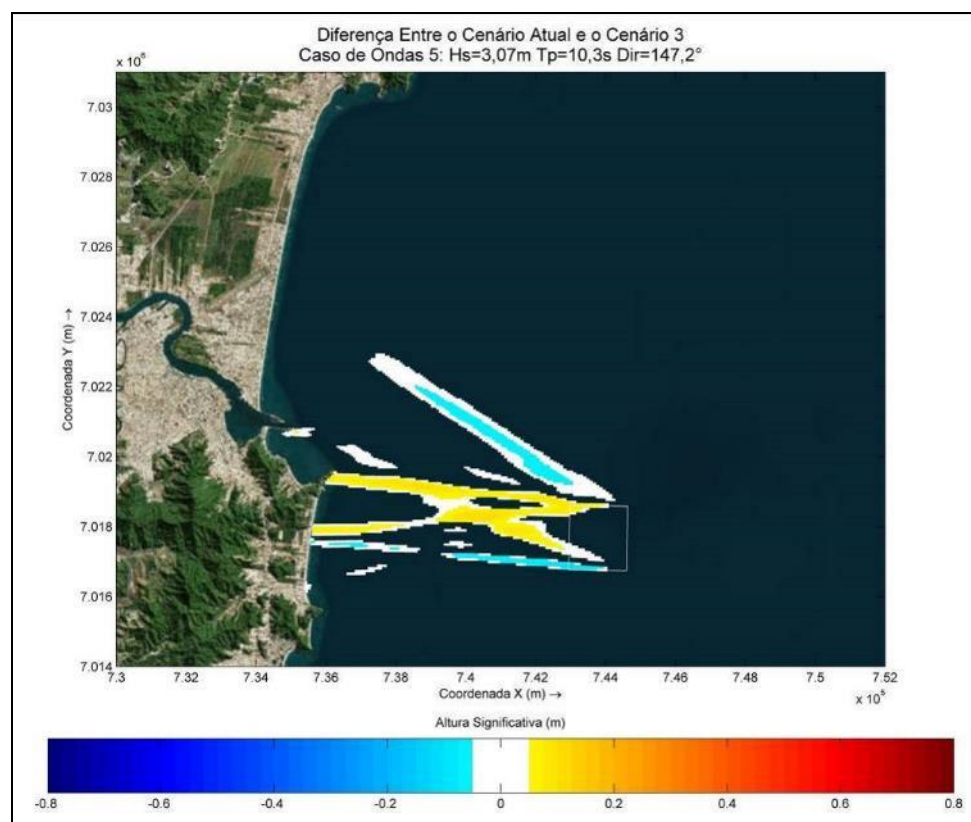 Diferença Entre o Cenário Atual e o Cenário 3
Caso de Ondas 5: Hs=3,07m Tp=10,3s Dir=147,2°
x 10⁶
7.03
7.028
7.026
7.024
7.022
7.02
7.018
7.016
7.014
Coordenada Y (m) →
7.3 7.32 7.34 7.36 7.38 7.4 7.42 7.44 7.46 7.48 7.5 7.52
Coordenada X (m) →
x 10⁵
Altura Significativa (m)
-0.8 -0.6 -0.4 -0.2 0 0.2 0.4 0.6 0.8